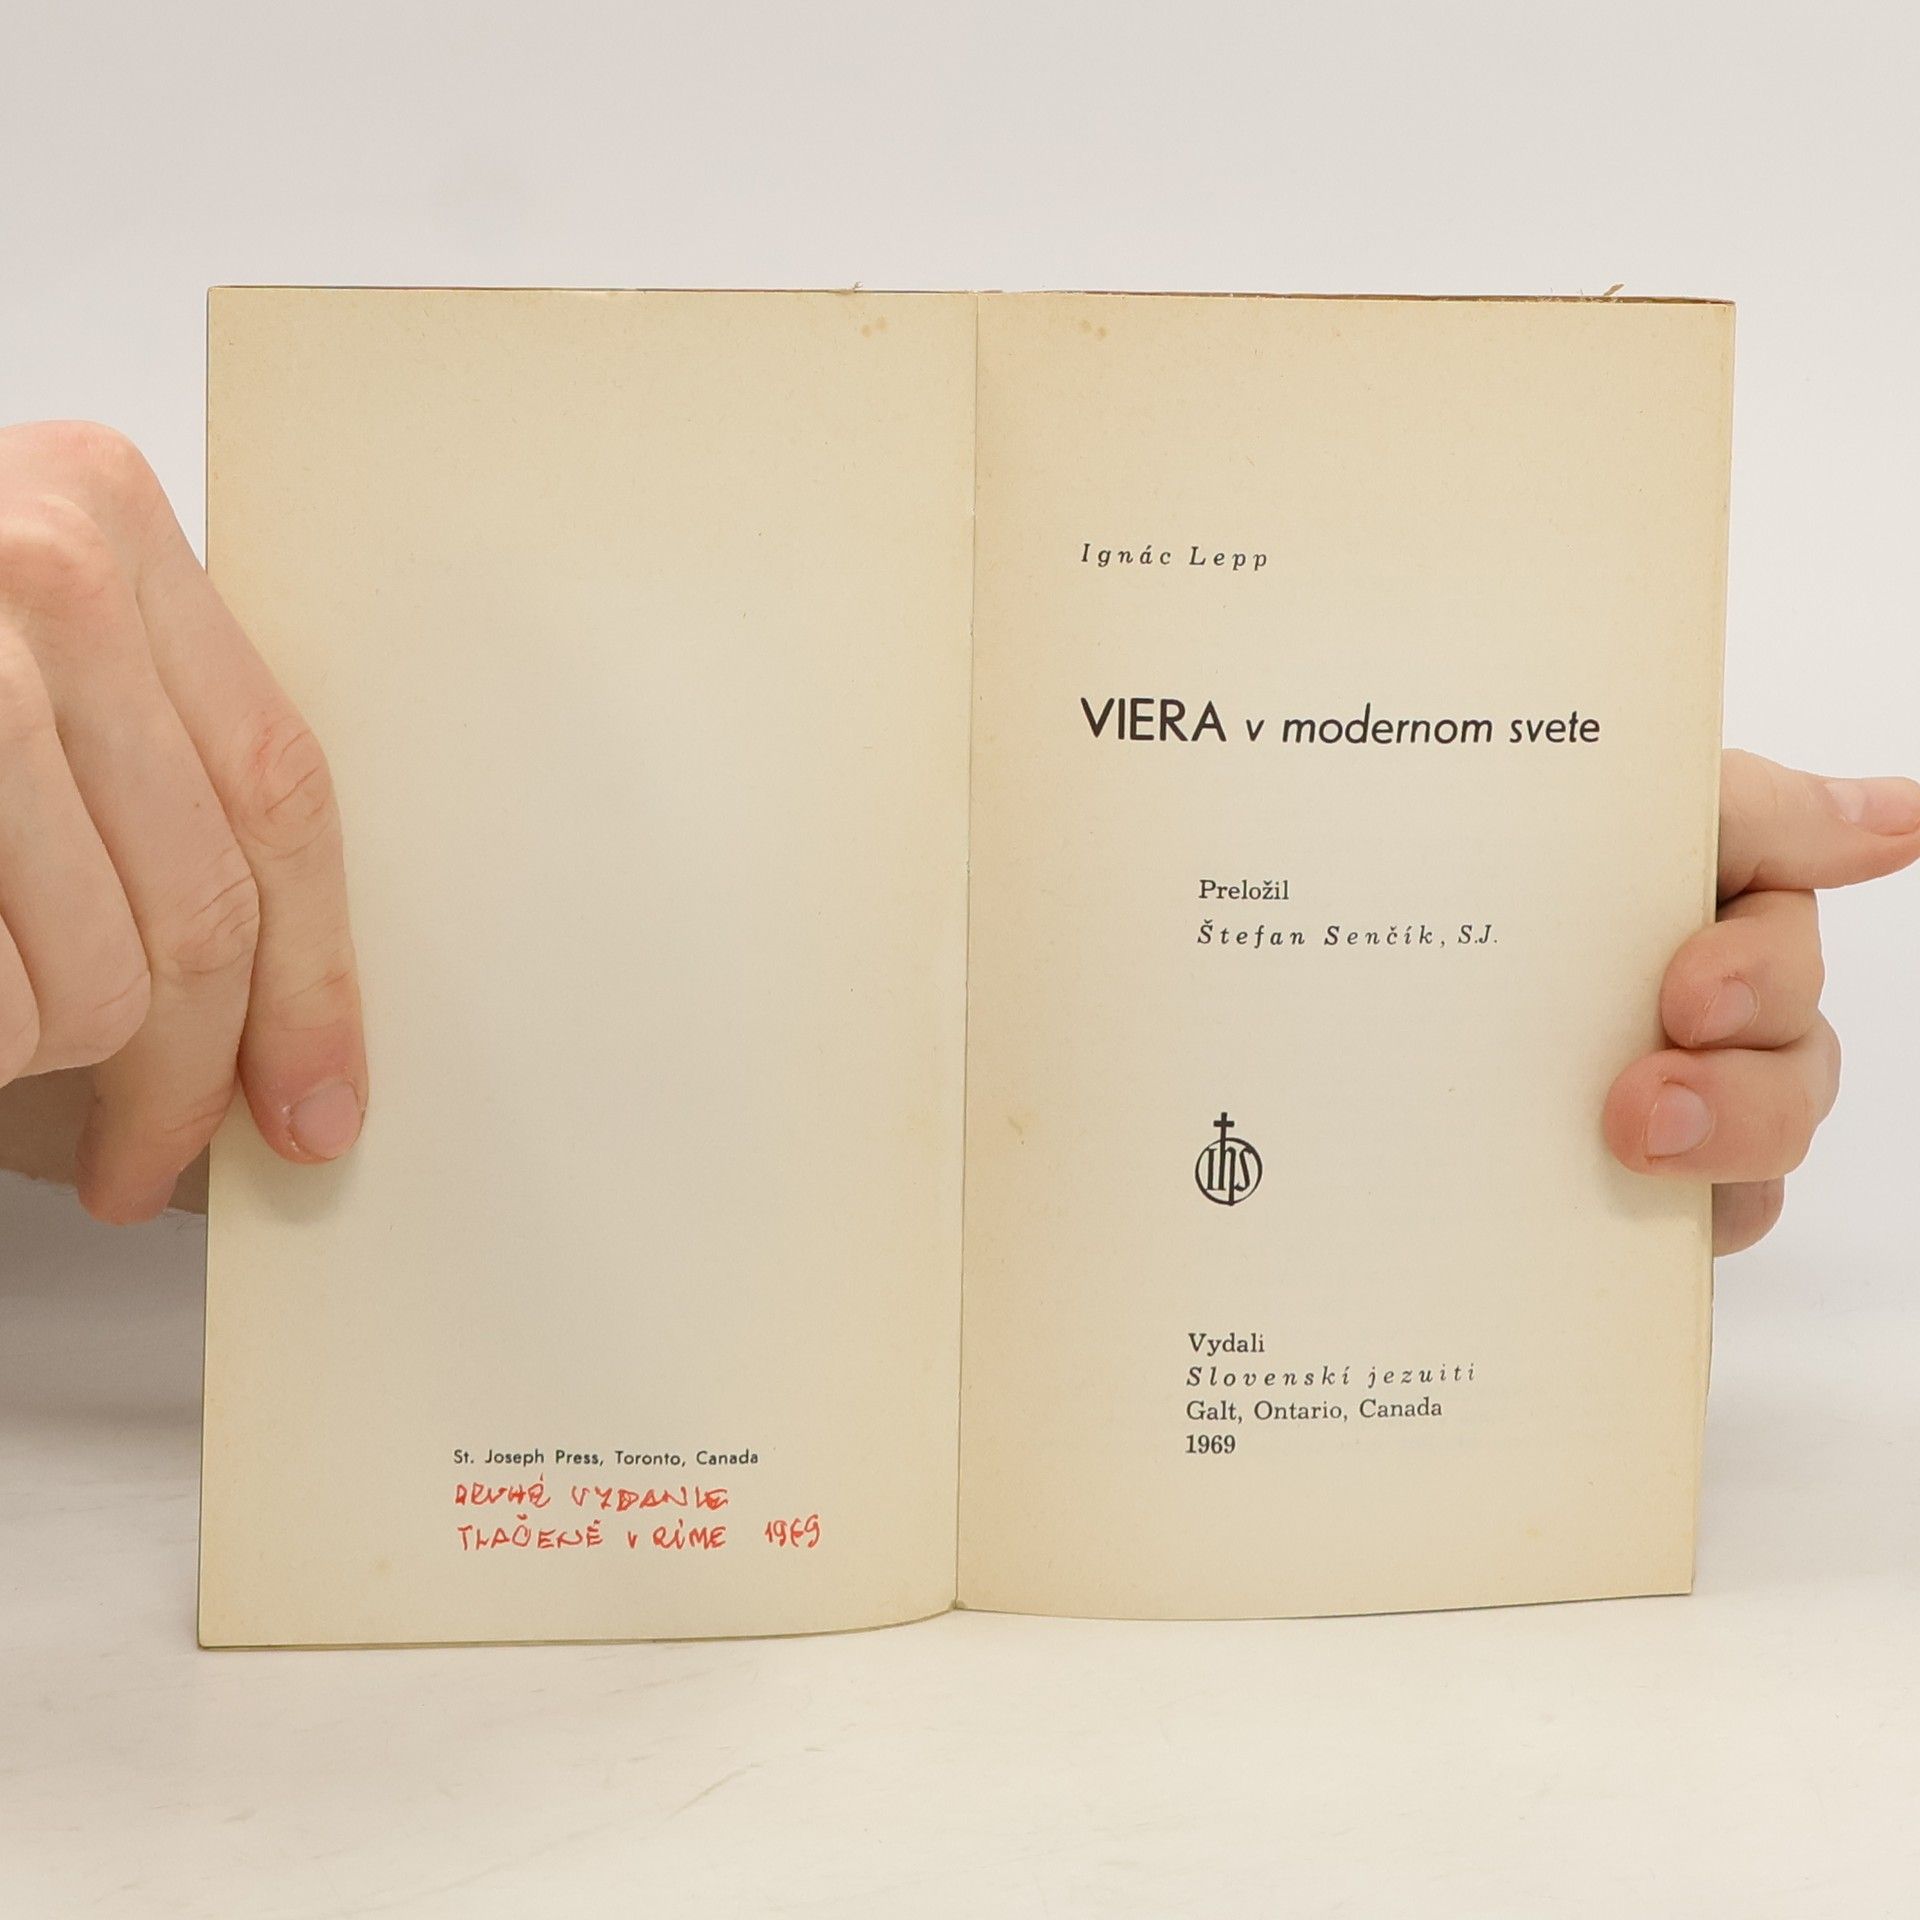 St. Joseph Press, Toronto, Canada
DRUHÉ VYDANIE
TLAČENÉ v RÍME 1969
Ignác Lepp
VIERA v modernom svete
Preložil
Štefan Senčík, S.J.
ihs
Vydali
Slovenskí jezuiti
Galt, Ontario, Canada
1969